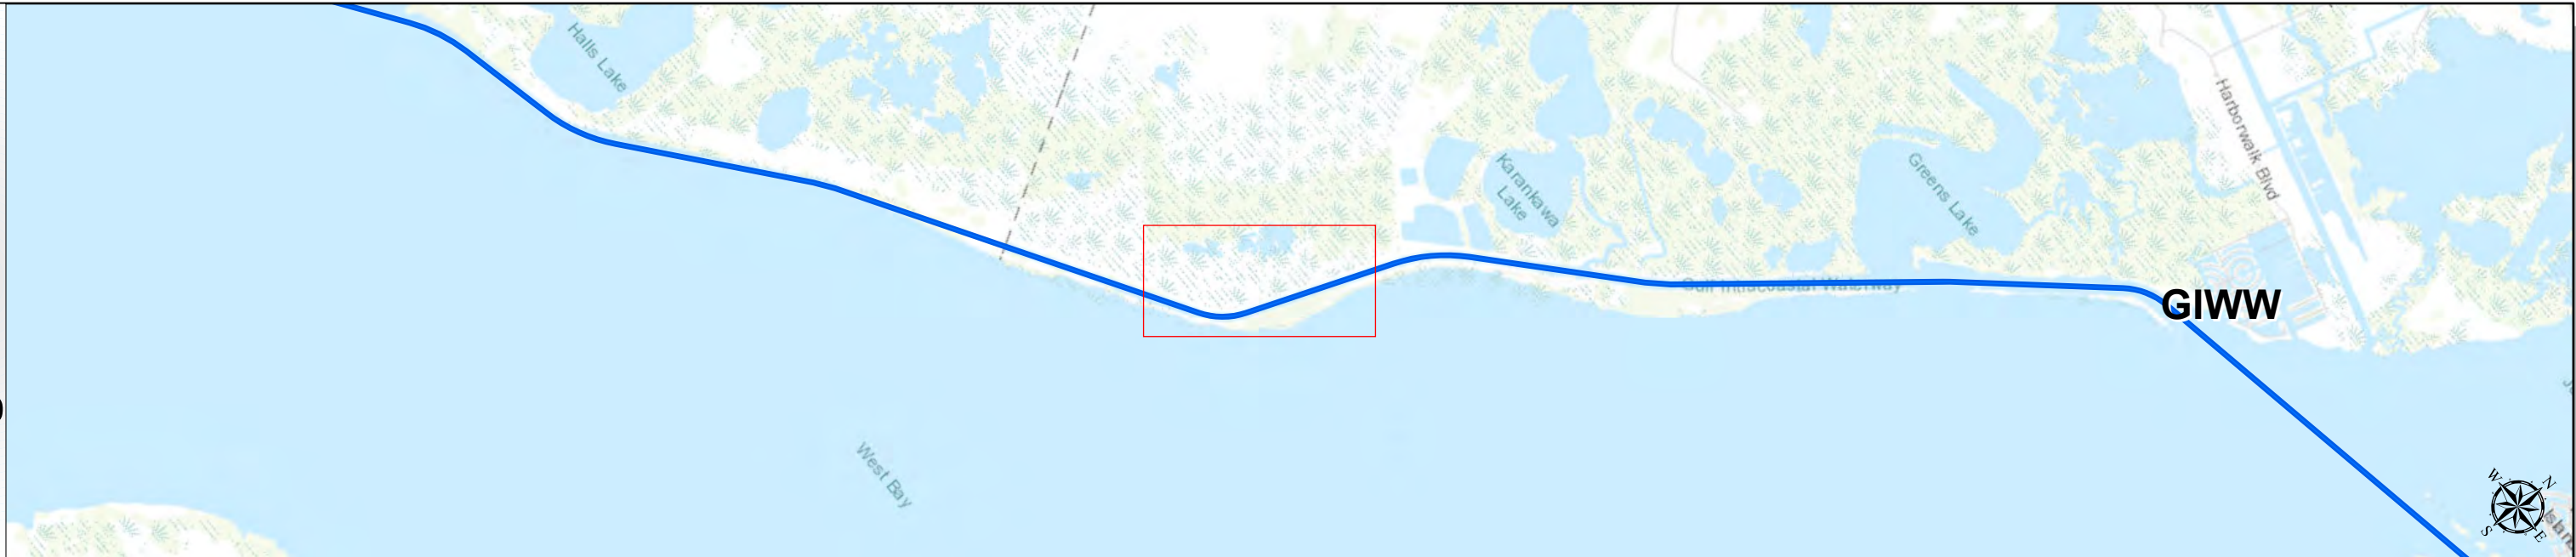 Halls Lake
Karankawa
Lake
Greens Lake
Harborwalk Blvd
Gulf Intracoastal Waterway
GIWW
West Bay
W
N
S
E